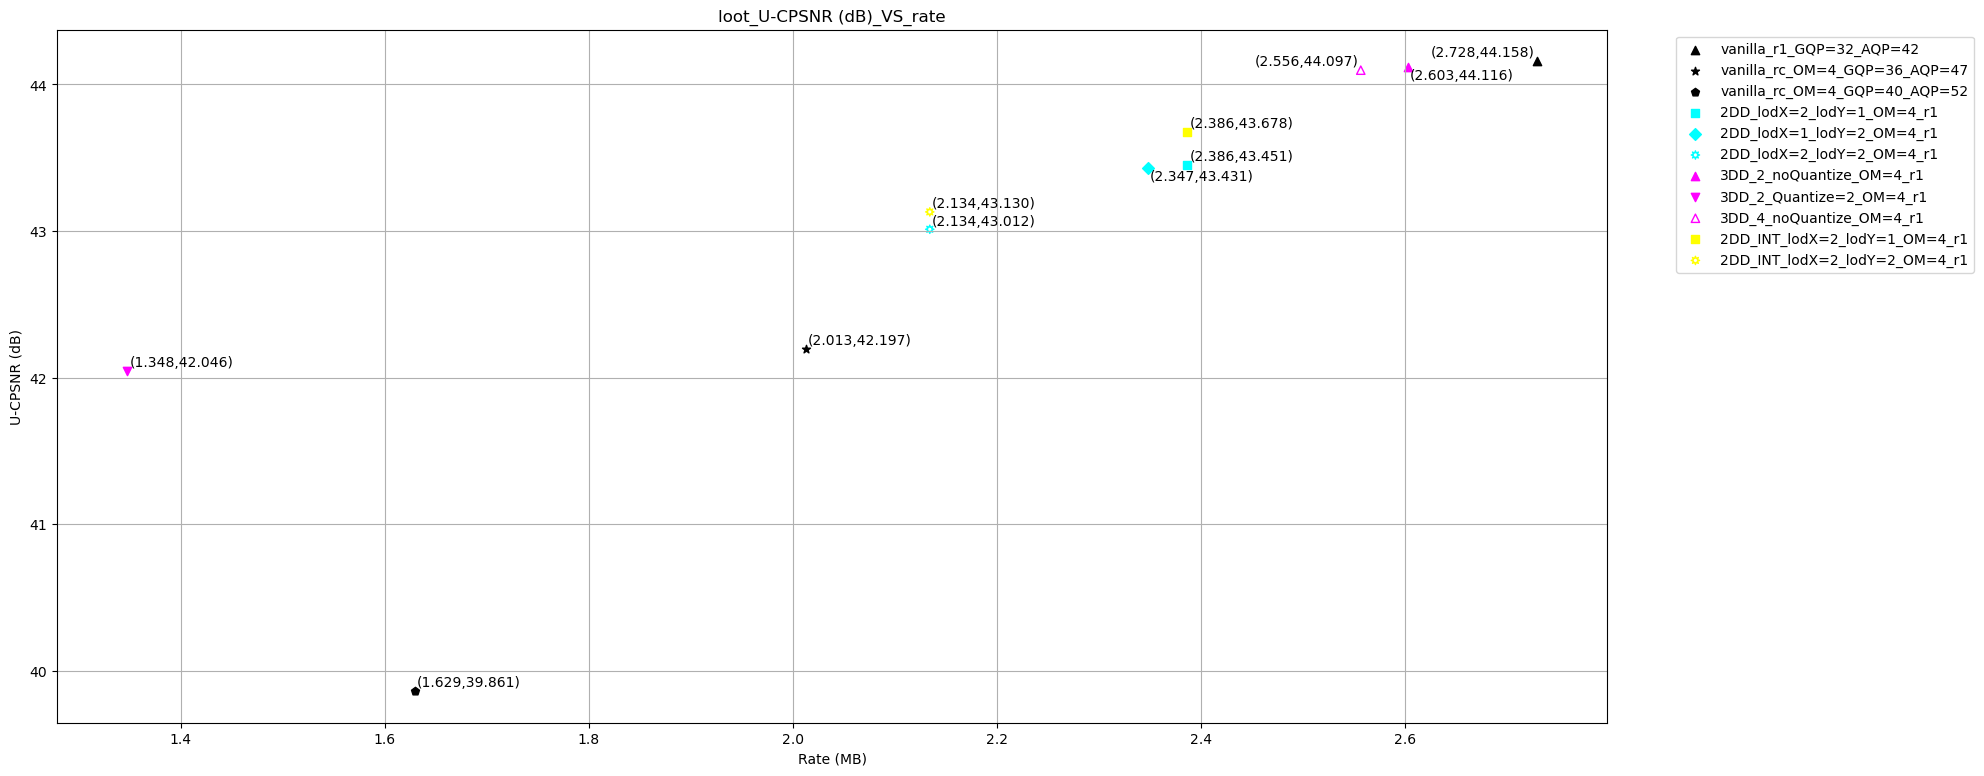 loot_U-CPSNR (dB)_VS_rate
(2.728,44.158)
(2.556,44.097)
(2.603,44.116)
(2.386,43.678)
(2.386,43.451)
(2.347,43.431)
(2.134,43.130)
(2.134,43.012)
(2.013,42.197)
(1.348,42.046)
(1.629,39.861)
44
43
42
41
40
U-CPSNR (dB)
1.4
1.6
1.8
2.0
2.2
2.4
2.6
Rate (MB)
vanilla_r1_GQP=32_AQP=42
vanilla_rc_OM=4_GQP=36_AQP=47
vanilla_rc_OM=4_GQP=40_AQP=52
2DD_lodX=2_lodY=1_OM=4_r1
2DD_lodX=1_lodY=2_OM=4_r1
2DD_lodX=2_lodY=2_OM=4_r1
3DD_2_noQuantize_OM=4_r1
3DD_2_Quantize=2_OM=4_r1
3DD_4_noQuantize_OM=4_r1
2DD_INT_lodX=2_lodY=1_OM=4_r1
2DD_INT_lodX=2_lodY=2_OM=4_r1